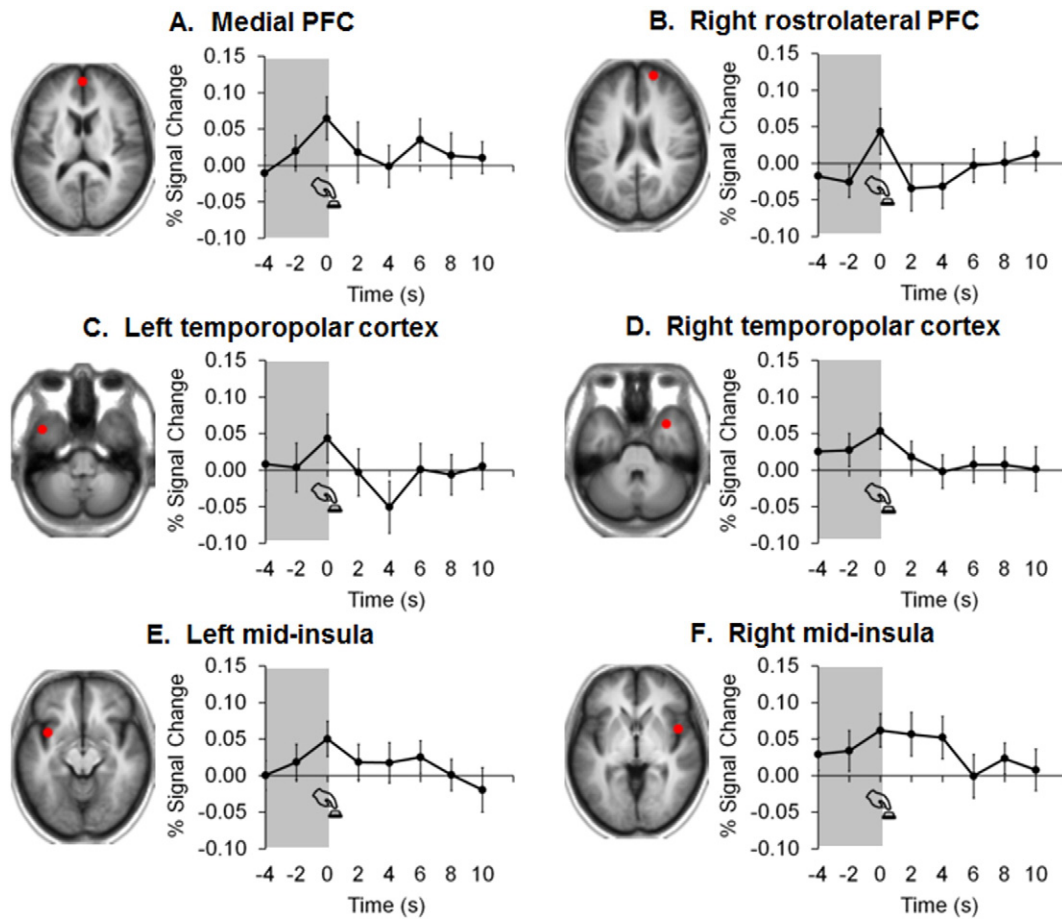 A. Medial PFC
% Signal Change
0.15
0.10
0.05
0.00
-0.05
-0.10
-4 -2 0 2 4 6 8 10
Time (s)
B. Right rostrolateral PFC
% Signal Change
0.15
0.10
0.05
0.00
-0.05
-0.10
-4 -2 0 2 4 6 8 10
Time (s)
C. Left temporopolar cortex
% Signal Change
0.15
0.10
0.05
0.00
-0.05
-0.10
-4 -2 0 2 4 6 8 10
Time (s)
D. Right temporopolar cortex
% Signal Change
0.15
0.10
0.05
0.00
-0.05
-0.10
-4 -2 0 2 4 6 8 10
Time (s)
E. Left mid-insula
% Signal Change
0.15
0.10
0.05
0.00
-0.05
-0.10
-4 -2 0 2 4 6 8 10
Time (s)
F. Right mid-insula
% Signal Change
0.15
0.10
0.05
0.00
-0.05
-0.10
-4 -2 0 2 4 6 8 10
Time (s)